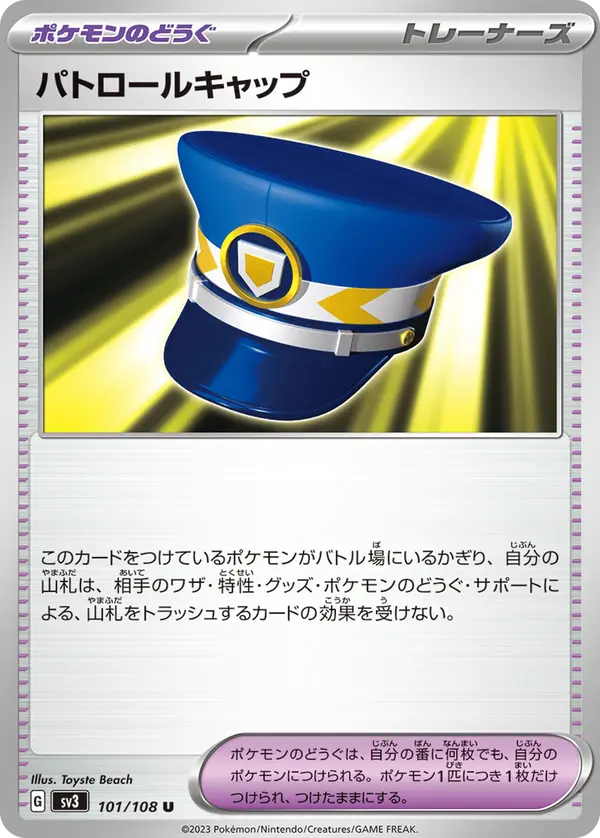 ポケモンのどうぐ トレーナーズ
パトロールキャップ
このカードをつけているポケモンがバトル場にいるかぎり、自分の
山札は、相手のワザ・特性・グッズ・ポケモンのどうぐ・サポートに
よる、山札をトラッシュするカードの効果を受けない。
ポケモンのどうぐは、自分の番に何枚でも、自分の
ポケモンにつけられる。ポケモン1匹につき1枚だけ
つけられ、つけたままにする。
Illus. Toyste Beach
G sv3 101/108 U
©2023 Pokémon/Nintendo/Creatures/GAME FREAK.